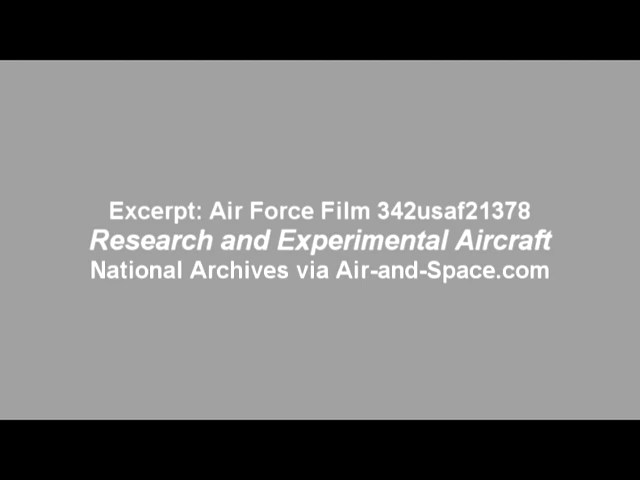 Excerpt: Air Force Film 342usaf21378
Research and Experimental Aircraft
National Archives via Air-and-Space.com